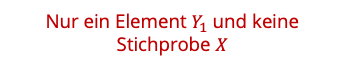 Nur ein Element Y₁ und keine
Stichprobe X